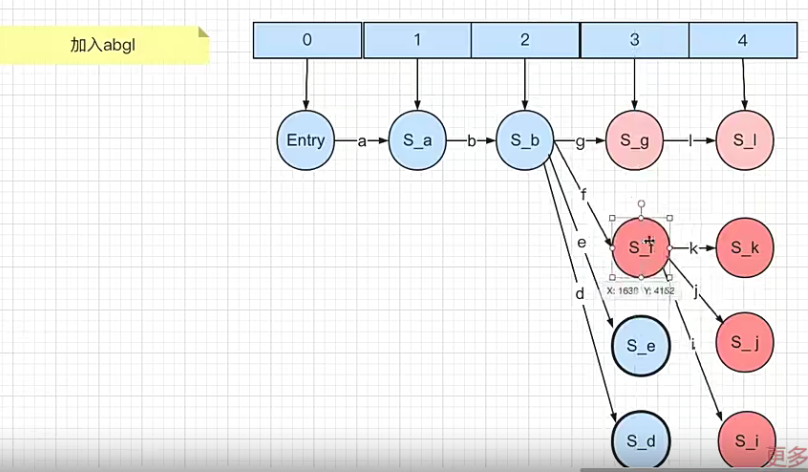 加入abgl
0 1 2 3 4
Entry a S_a b S_b g S_g l S_l
f
e
d
S_f k S_k
X: 1630 Y: 4152
j
i
S_e S_j
S_d S_i
更多